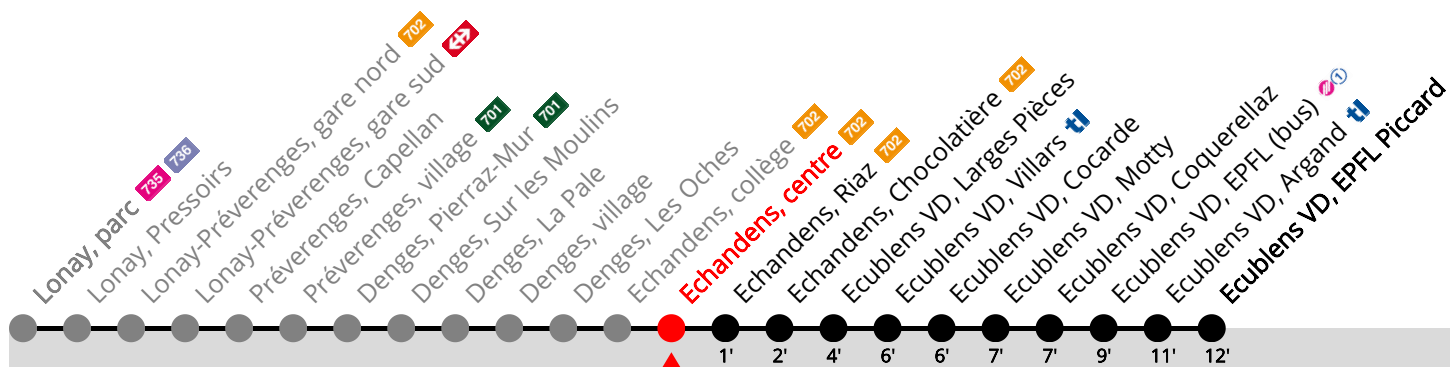 Lonay, parc 735 736
Lonay, Pressoirs
Lonay-Préverenges, gare nord 702
Lonay-Préverenges, gare sud
Préverenges, Capellan
Préverenges, village 701
Denges, Pierraz-Mur 701
Denges, Sur les Moulins
Denges, La Pale
Denges, village
Denges, Les Oches
Echandens, collège 702
Echandens, centre 702
Echandens, Riaz 702
Echandens, Chocolatière 702
Ecublens VD, Larges Pièces
Ecublens VD, Villars tl
Ecublens VD, Cocarde
Ecublens VD, Motty
Ecublens VD, Coquerellaz
Ecublens VD, EPFL (bus) m 1
Ecublens VD, Argand tl
Ecublens VD, EPFL Piccard
1' 2' 4' 6' 6' 7' 7' 9' 11' 12'